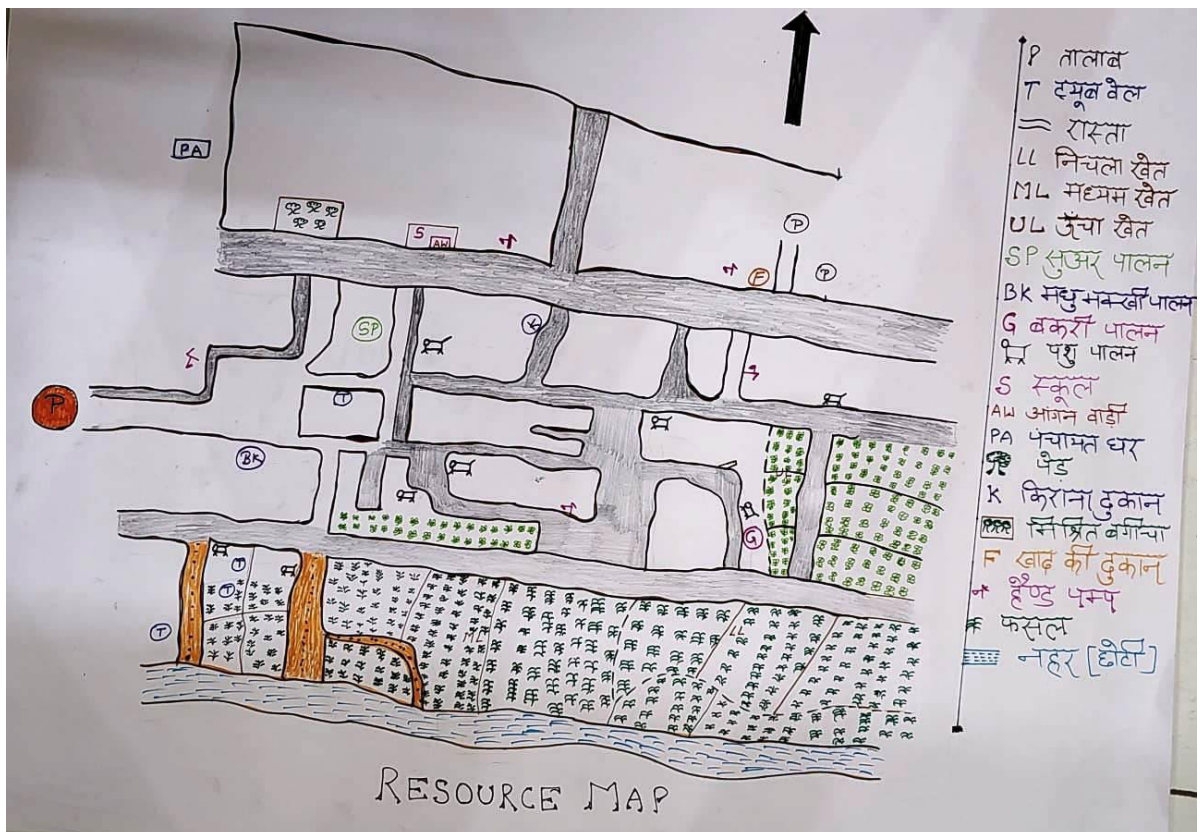 PA
S
AW
P
F
P
SP
K
P
T
BK
G
T
T
T
ML
LL
RESOURCE MAP
P तालाब
T ट्यूब वेल
रास्ता
LL निचला खेत
ML मध्यम खेत
UL ऊँचा खेत
SP सुअर पालन
BK मधुमक्खी पालन
G बकरी पालन
पशु पालन
S स्कूल
AW आंगन वाड़ी
PA पंचायत घर
पेड़
K किराना दुकान
मिश्रित बगीचा
F खाद की दुकान
हैण्ड पम्प
फसल
नहर [छोटी]